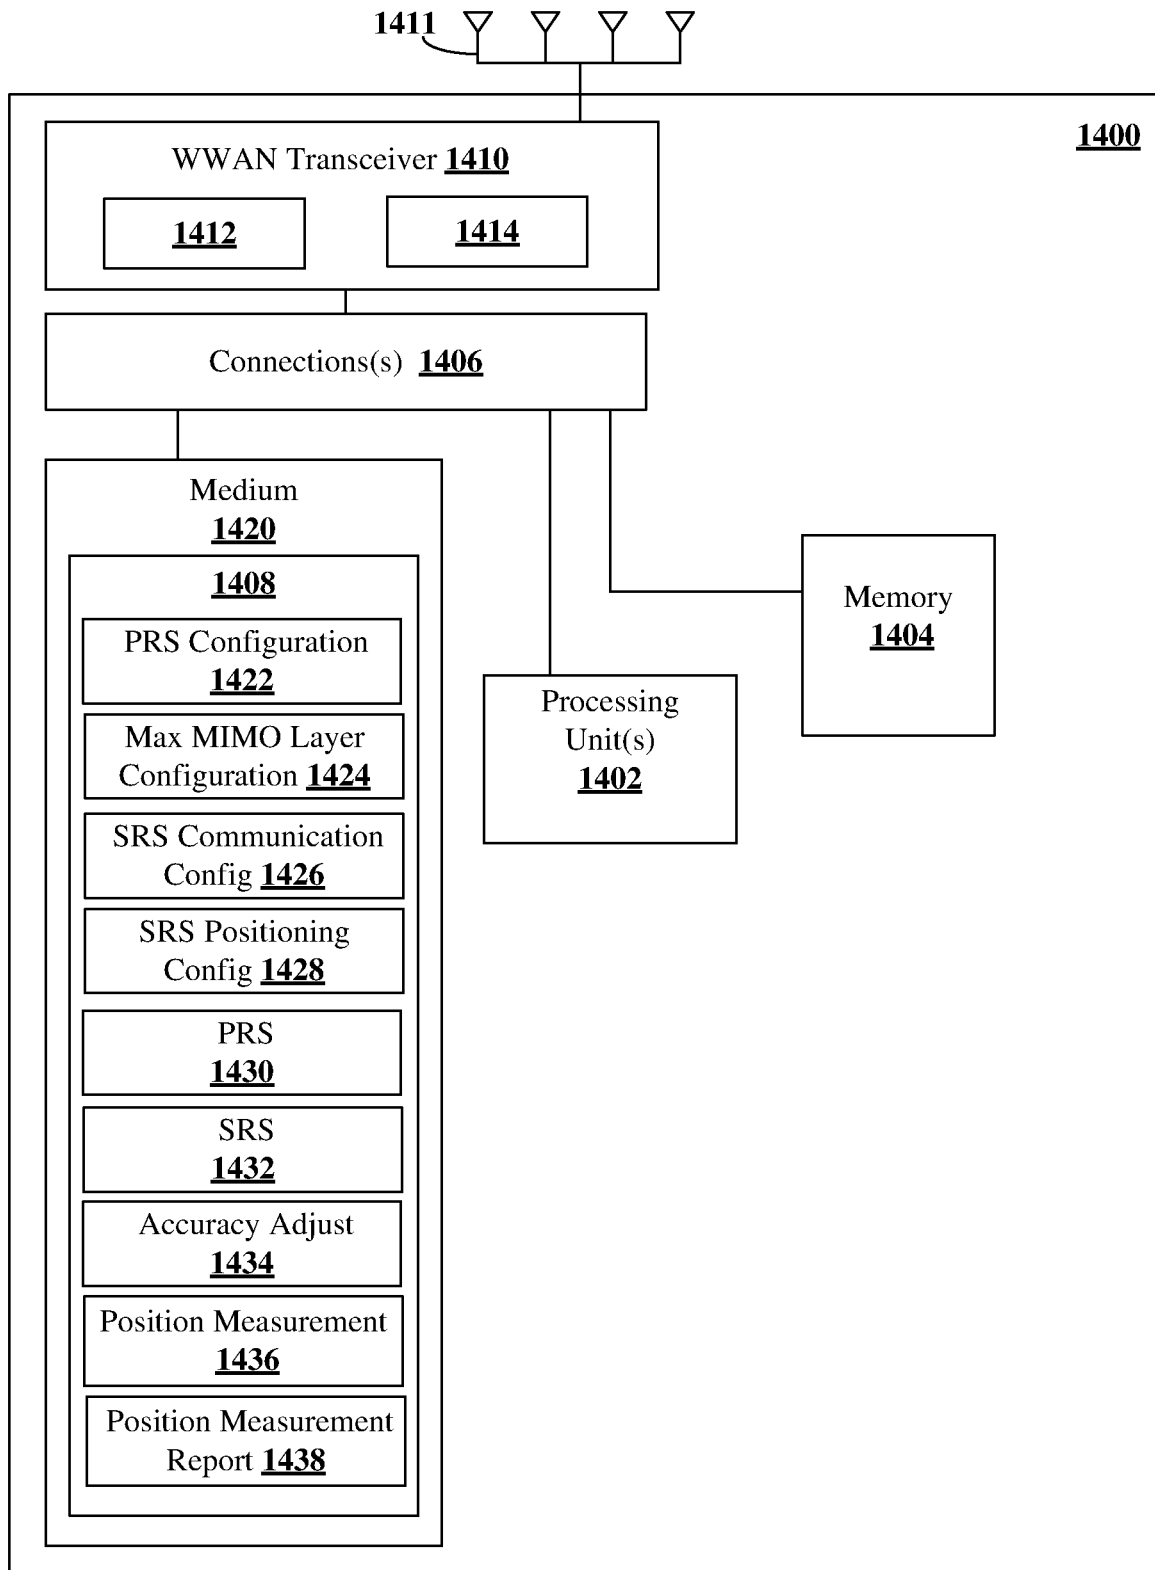 1411
1400
WWAN Transceiver 1410
1412
1414
Connections(s) 1406
Medium
1420
1408
PRS Configuration
1422
Max MIMO Layer
Configuration 1424
SRS Communication
Config 1426
SRS Positioning
Config 1428
PRS
1430
SRS
1432
Accuracy Adjust
1434
Position Measurement
1436
Position Measurement
Report 1438
Processing
Unit(s)
1402
Memory
1404